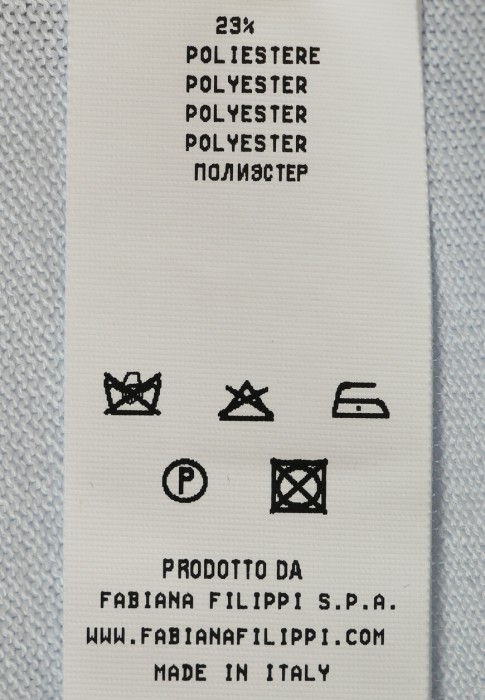 23%
POLIESTERE
POLYESTER
POLYESTER
POLYESTER
ПОЛИЭСТЕР
P
PRODOTTO DA
FABIANA FILIPPI S.P.A.
WWW.FABIANAFILIPPI.COM
MADE IN ITALY